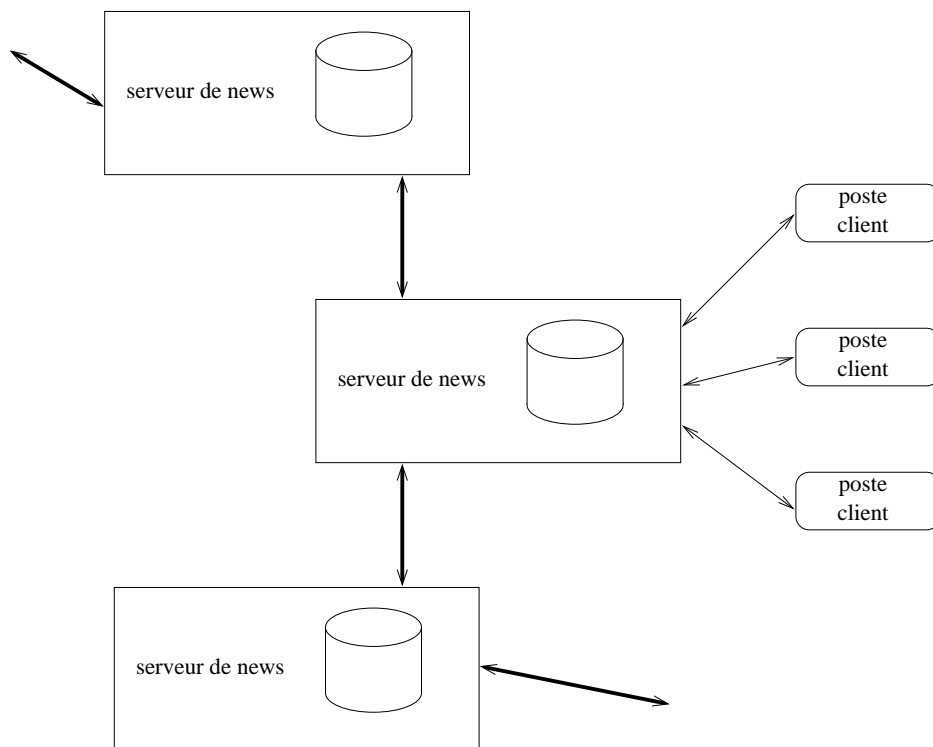 serveur de news
poste
client
serveur de news
poste
client
poste
client
serveur de news